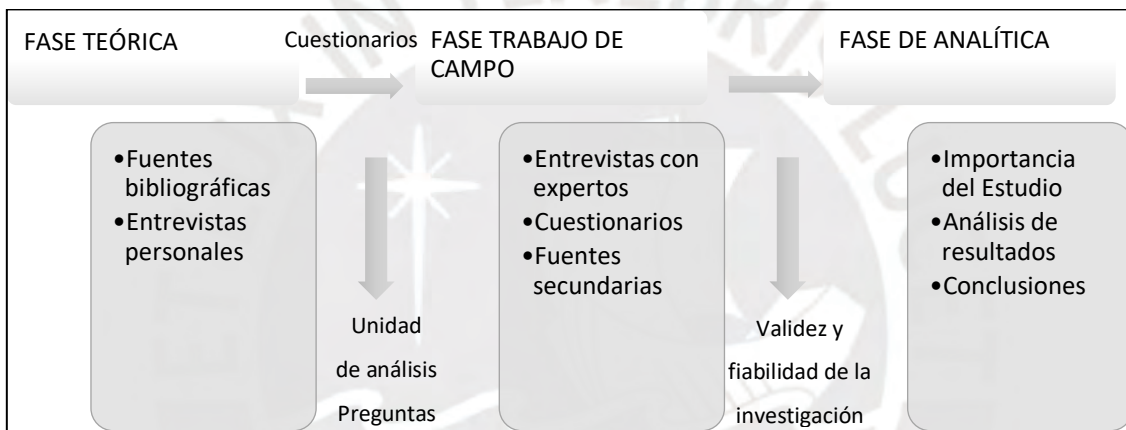 FASE TEÓRICA
•Fuentes
bibliográficas
•Entrevistas
personales
Cuestionarios
Unidad
de análisis
Preguntas
FASE TRABAJO DE
CAMPO
•Entrevistas con
expertos
•Cuestionarios
•Fuentes
secundarias
Validez y
fiabilidad de la
investigación
FASE DE ANALÍTICA
•Importancia
del Estudio
•Análisis de
resultados
•Conclusiones